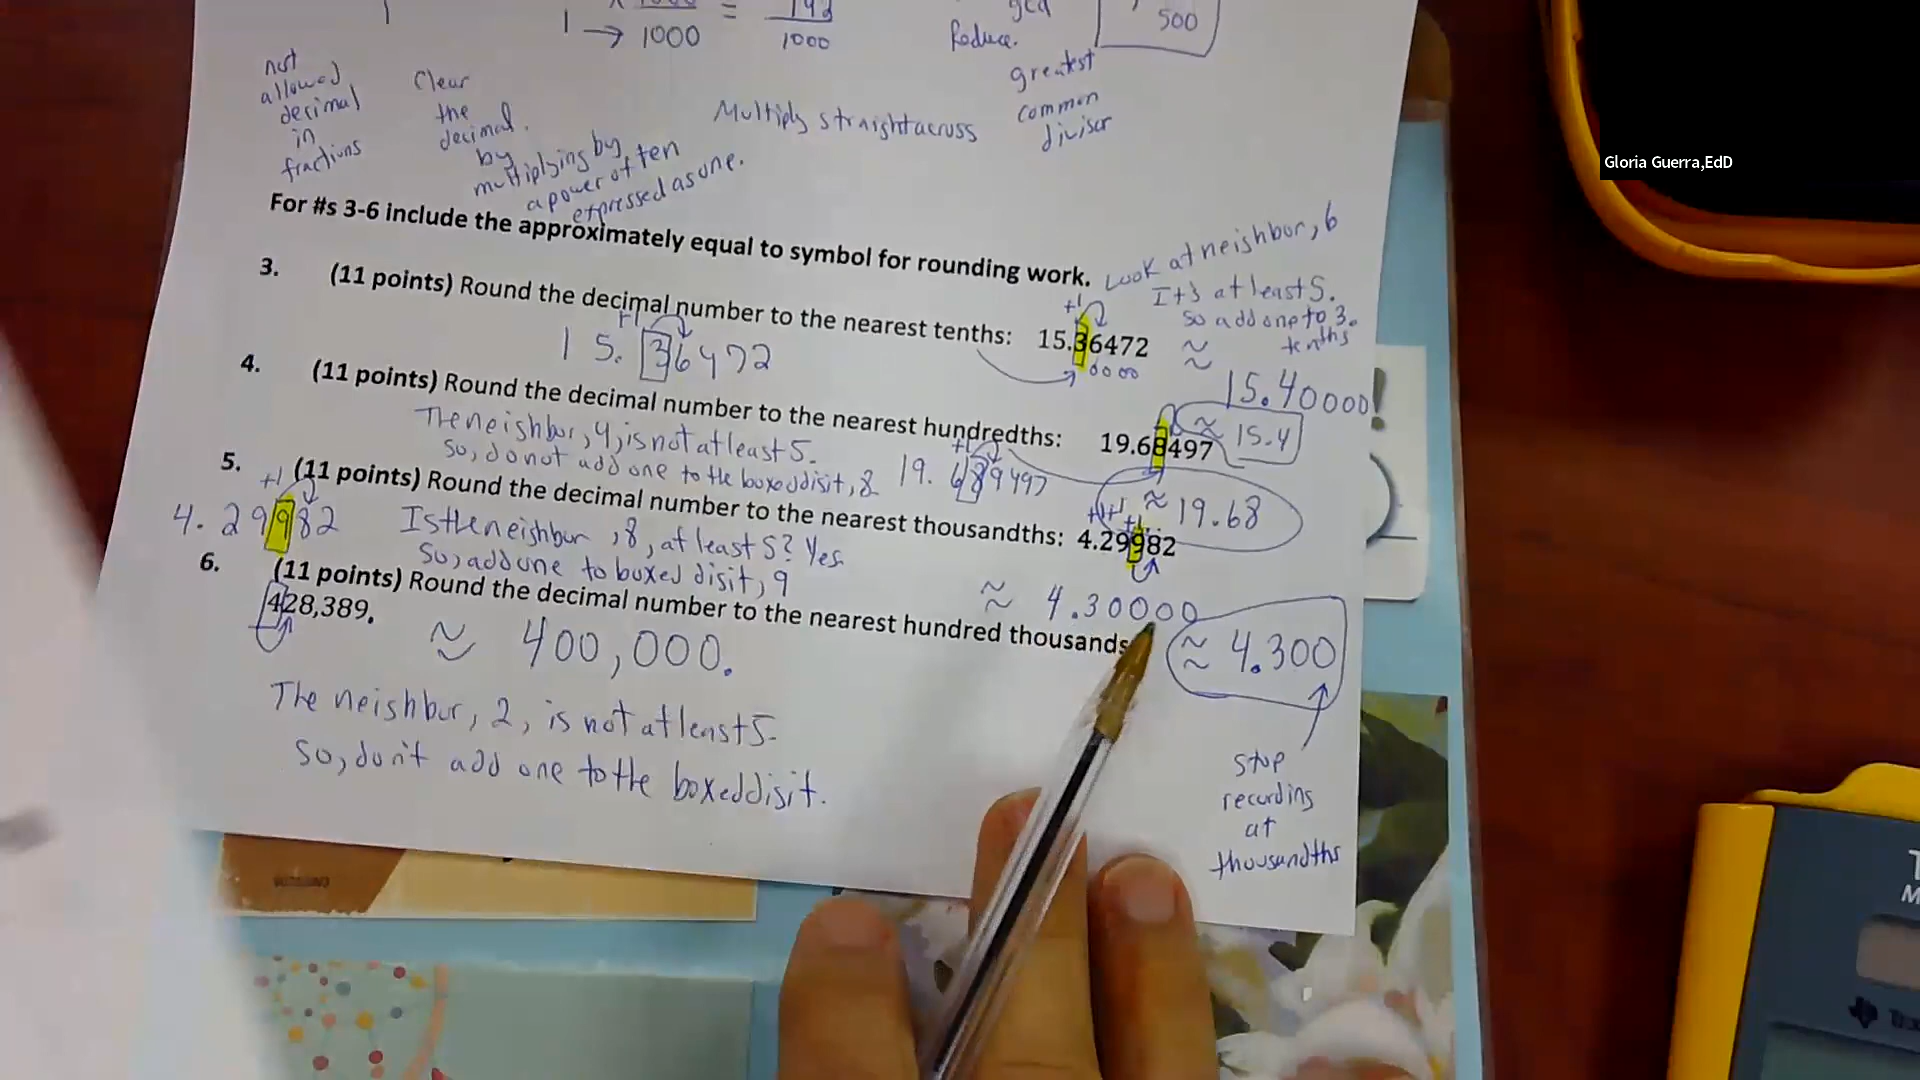 1000 = 1000
500
Reduce.
greatest
common
divisor
not
allowed
decimal
in
fractions
Clear
the
decimal.
by
multiplying by
a power of ten
expressed as one.
Multiply straight across
Gloria Guerra,EdD
For #s 3-6 include the approximately equal to symbol for rounding work.
Look at neighbor, 6
It's at least 5.
So add one to 3.
tenths
3. (11 points) Round the decimal number to the nearest tenths: 15.36472
+1
15.36472
+1
0000
≈ 15.40000!
≈ 15.4
4. (11 points) Round the decimal number to the nearest hundredths: 19.68497
The neighbor, 4, is not at least 5.
So, do not add one to the boxed digit, 8
+1
≈ 19.68
5. (11 points) Round the decimal number to the nearest thousandths: 4.29982
+1
4.29982
Is the neighbor, 8, at least 5? Yes.
So, add one to boxed digit, 9
+1 +1 +1
≈ 4.30000
≈ 4.300
stop
recording
at
thousandths
6. (11 points) Round the decimal number to the nearest hundred thousands
428,389.
≈ 400,000.
The neighbor, 2, is not at least 5.
So, don't add one to the boxed digit.